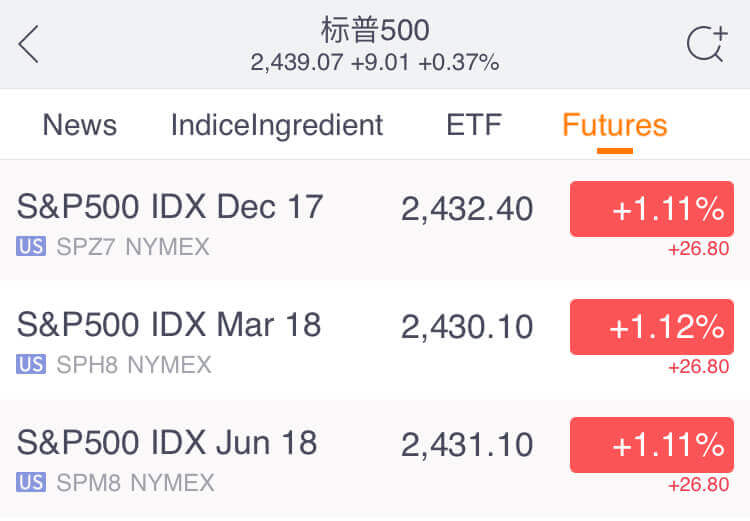 标普500
2,439.07 +9.01 +0.37%
News IndiceIngredient ETF Futures
S&P500 IDX Dec 17 2,432.40 +1.11%
US SPZ7 NYMEX +26.80
S&P500 IDX Mar 18 2,430.10 +1.12%
US SPH8 NYMEX +26.80
S&P500 IDX Jun 18 2,431.10 +1.11%
US SPM8 NYMEX +26.80